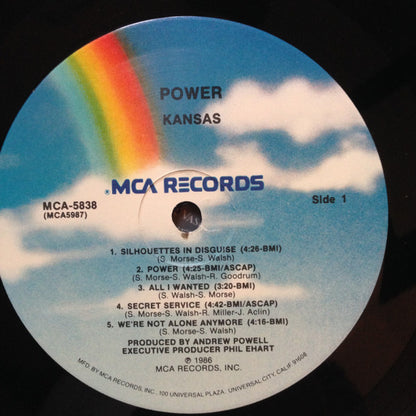 POWER
KANSAS
® MCA RECORDS
MCA-5838
(MCA5987)
Side 1
1. SILHOUETTES IN DISGUISE (4:26-BMI)
(S. Morse-S. Walsh)
2. POWER (4:25-BMI/ASCAP)
(S. Morse-S. Walsh-R. Goodrum)
3. ALL I WANTED (3:20-BMI)
(S. Walsh-S. Morse)
4. SECRET SERVICE (4:42-BMI/ASCAP)
(S. Morse-S. Walsh-R. Miller-J. Aclin)
5. WE'RE NOT ALONE ANYMORE (4:16-BMI)
(S. Morse-S. Walsh)
PRODUCED BY ANDREW POWELL
EXECUTIVE PRODUCER PHIL EHART
℗ 1986
MCA RECORDS, INC.
MFD. BY MCA RECORDS, INC., 100 UNIVERSAL PLAZA, UNIVERSAL CITY, CALIF. 91608